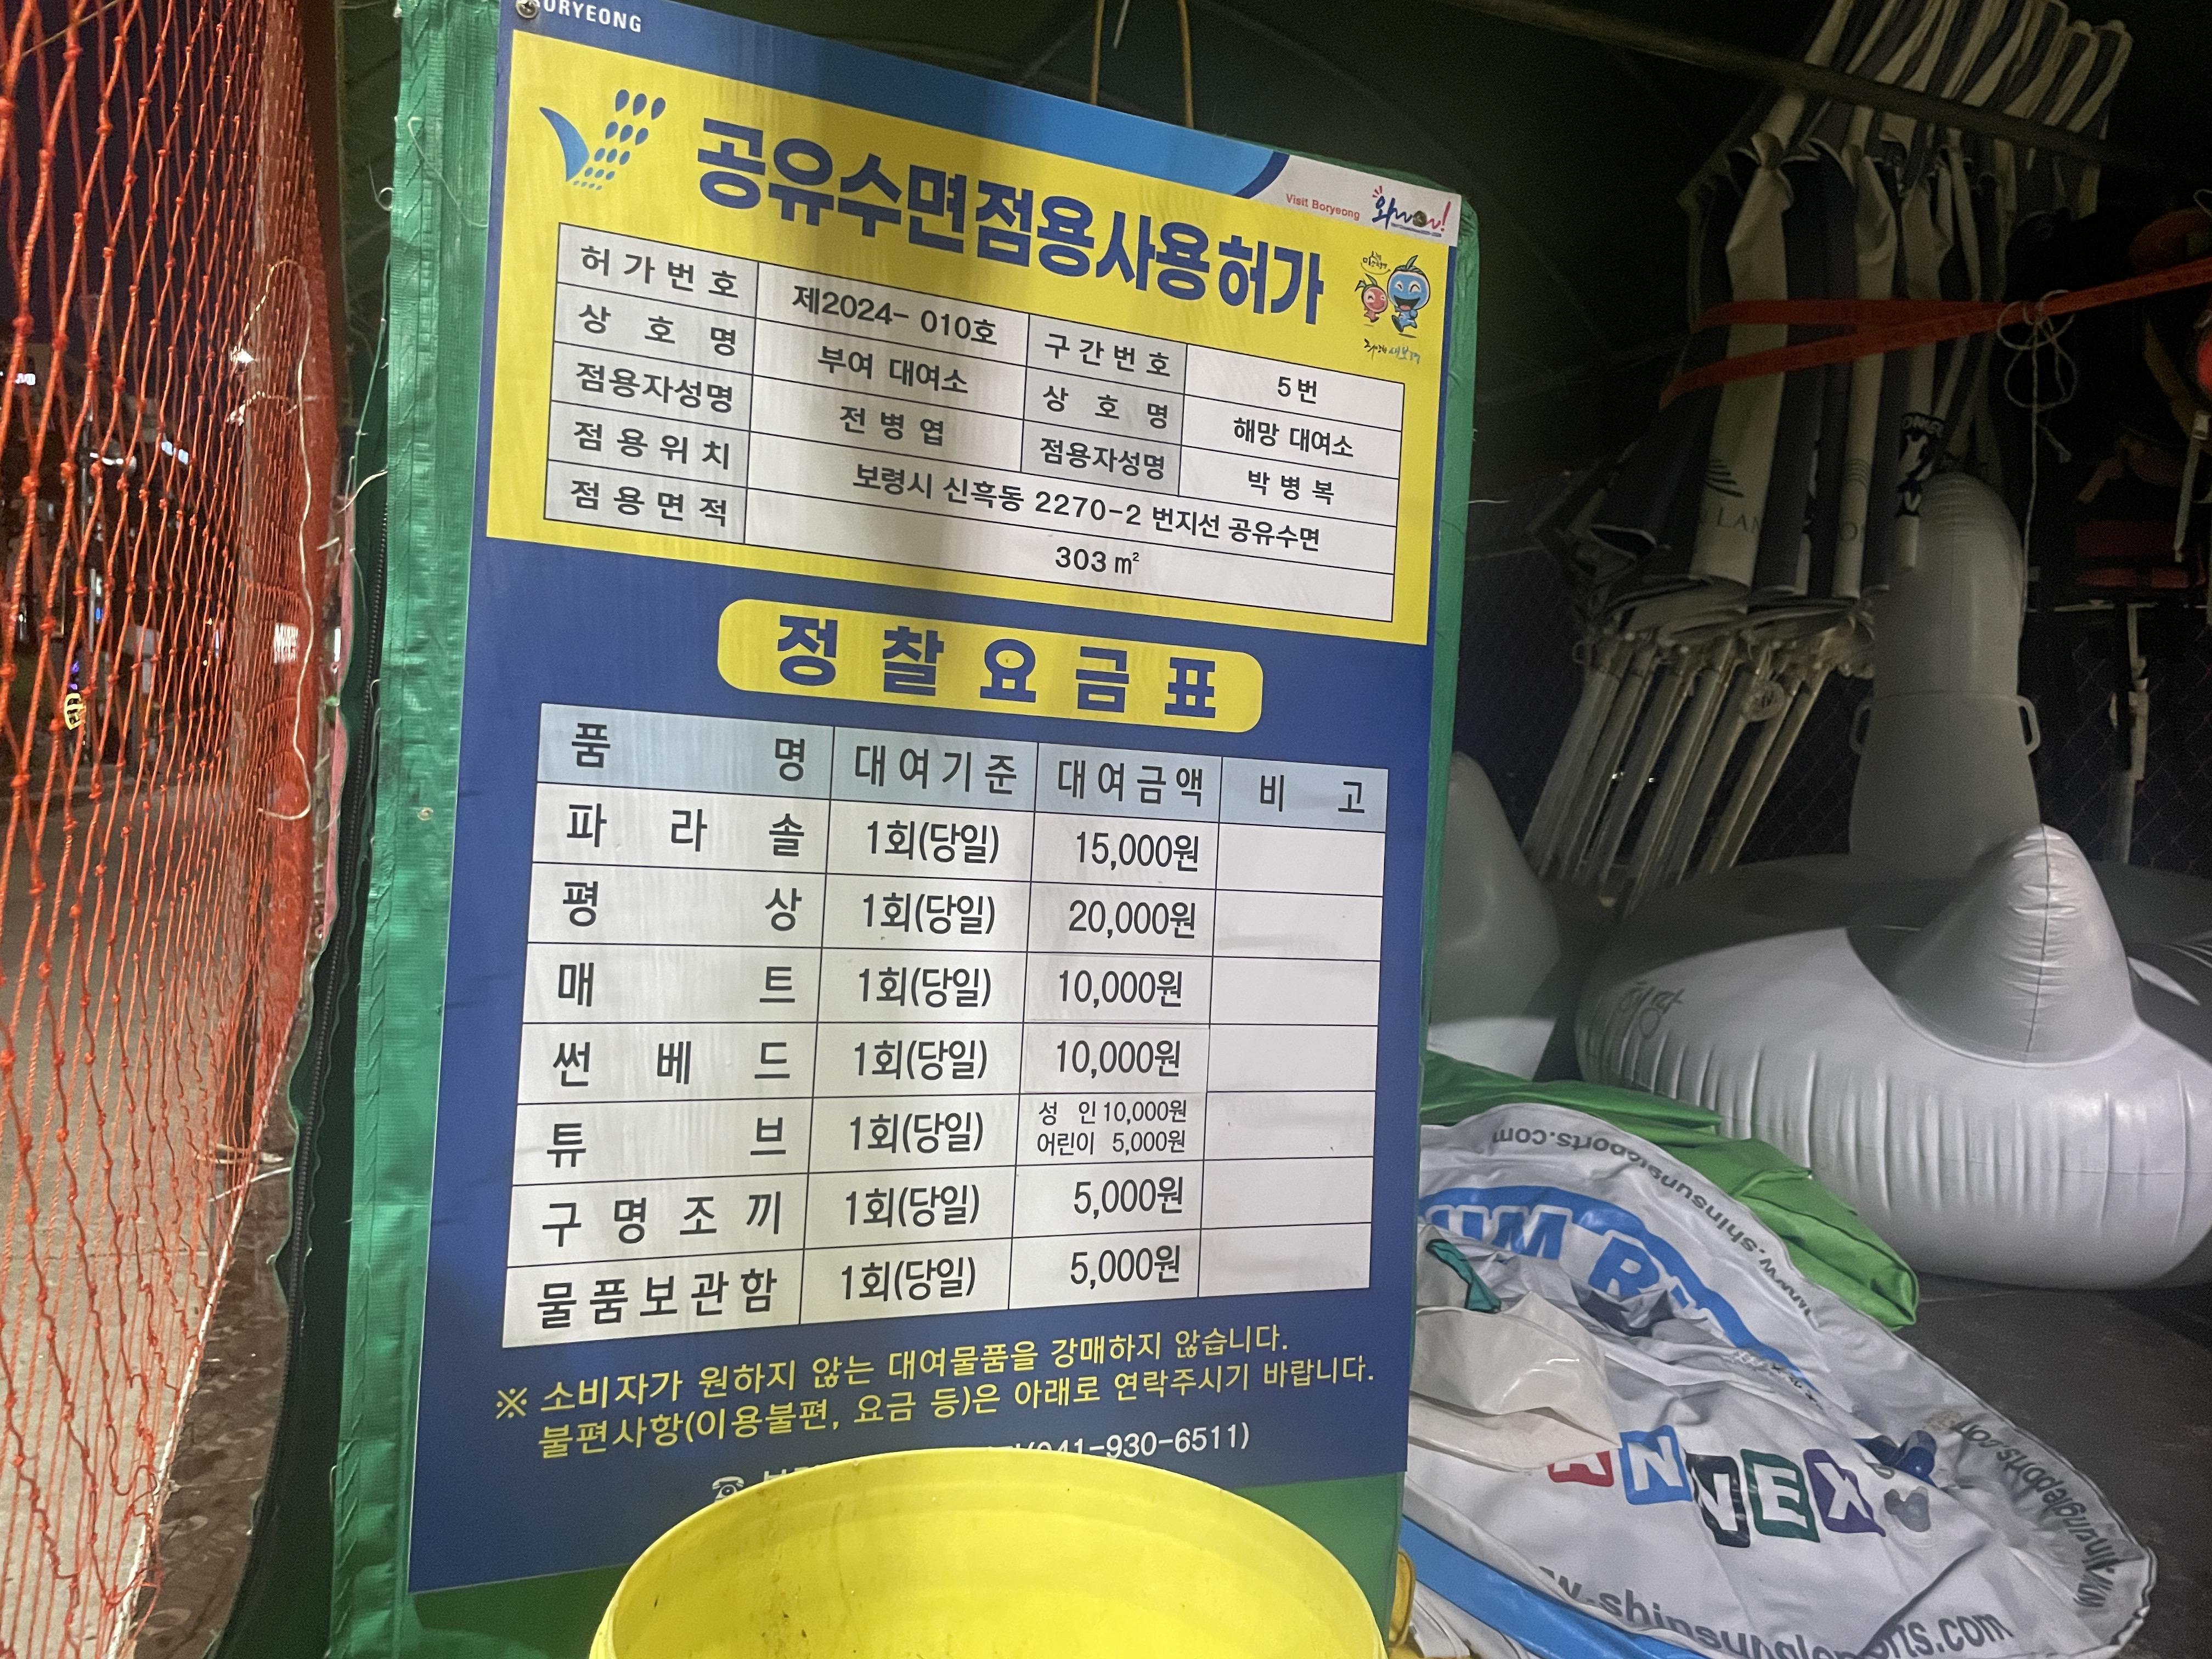 BORYEONG
Visit Boryeong
공유수면점용사용허가
허가번호 제2024- 010호 구간번호 5번
상호명 부여 대여소 상호명 해망 대여소
점용자성명 전병엽 점용자성명 박병복
점용위치 보령시 신흑동 2270-2 번지선 공유수면
점용면적 303㎡
정찰요금표
품명 대여기준 대여금액 비고
파라솔 1회(당일) 15,000원
평상 1회(당일) 20,000원
매트 1회(당일) 10,000원
썬베드 1회(당일) 10,000원
튜브 1회(당일) 성인 10,000원
어린이 5,000원
구명조끼 1회(당일) 5,000원
물품보관함 1회(당일) 5,000원
※ 소비자가 원하지 않는 대여물품을 강매하지 않습니다.
불편사항(이용불편, 요금 등)은 아래로 연락주시기 바랍니다.
☎ (041-930-6511)
해망
www.shinsunglesports.com
ANNEX